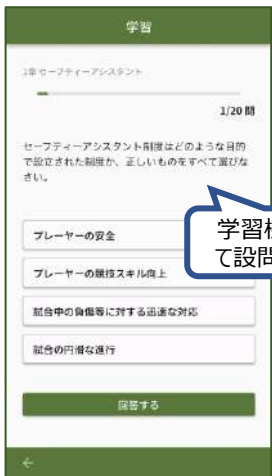 学習
1章 セーフティーアシスタント
1/20 問
セーフティーアシスタント制度はどのような目的
で設立された制度か、正しいものをすべて選びな
さい。
プレーヤーの安全
学習
プレーヤーの競技スキル向上
て設問
試合中の負傷等に対する迅速な対応
試合の円滑な進行
回答する